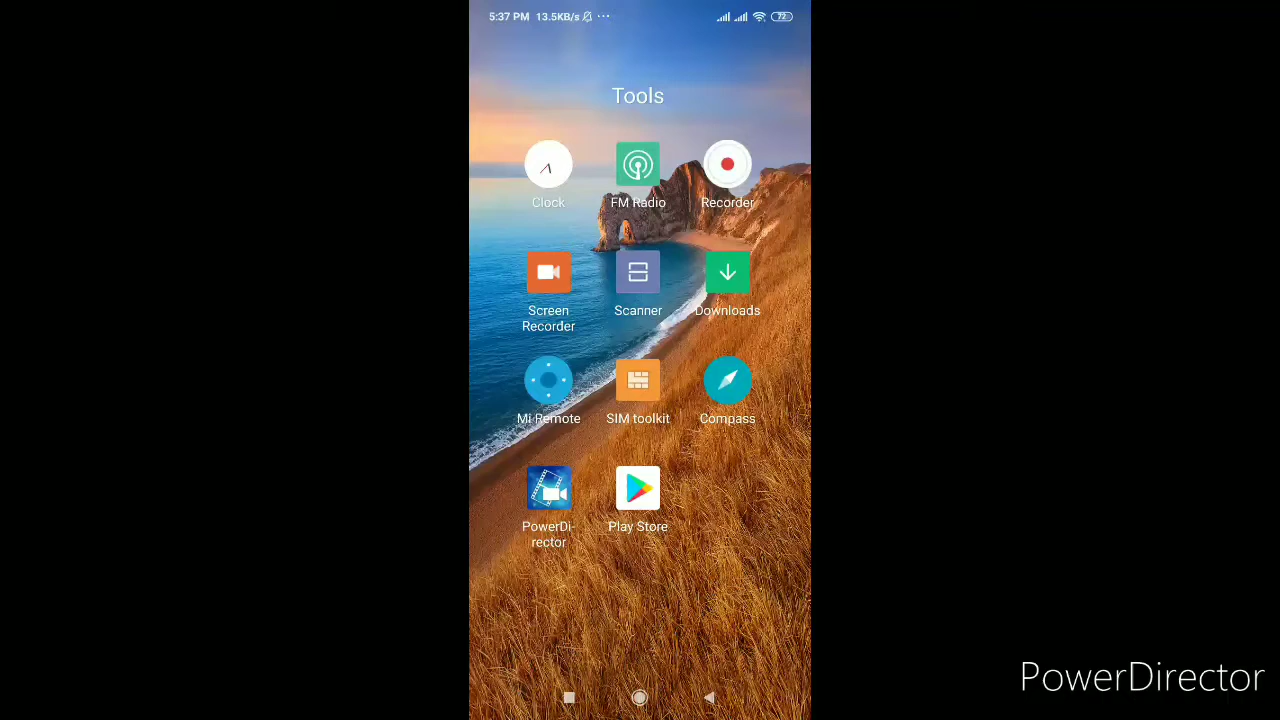 5:37 PM 13.5KB/s ... 72
Tools
Clock FM Radio Recorder
Screen Scanner Downloads
Recorder
Mi Remote SIM toolkit Compass
PowerDi- Play Store
rector
PowerDirector